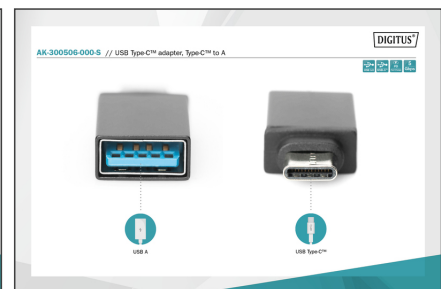 DIGITUS®
AK-300506-000-S // USB Type-C™ adapter, Type-C™ to A
USB A
USB Type-C™